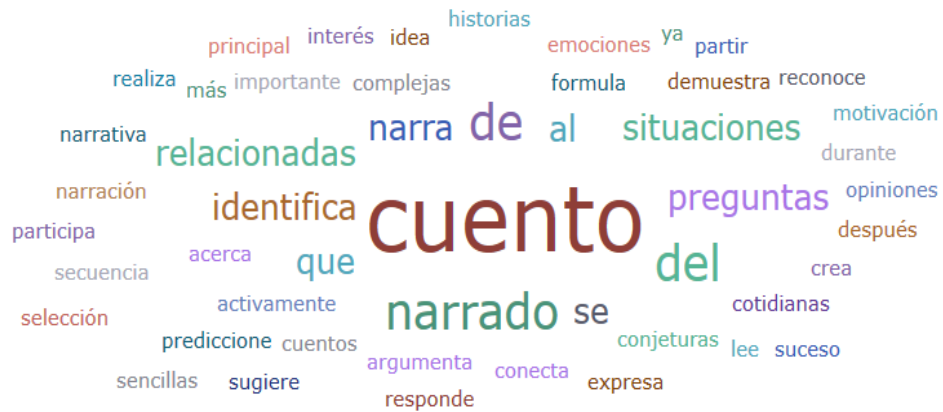 historias
principal interés idea emociones ya partir
realiza más importante complejas formula demuestra reconoce
narrativa narra de al situaciones motivación
relacionadas durante
narración identifica cuento preguntas opiniones
participa acerca que del después
secuencia crea
selección activamente narrado se cotidianas
prediccione cuentos conjeturas lee suceso
sencillas sugiere argumenta conecta expresa
responde